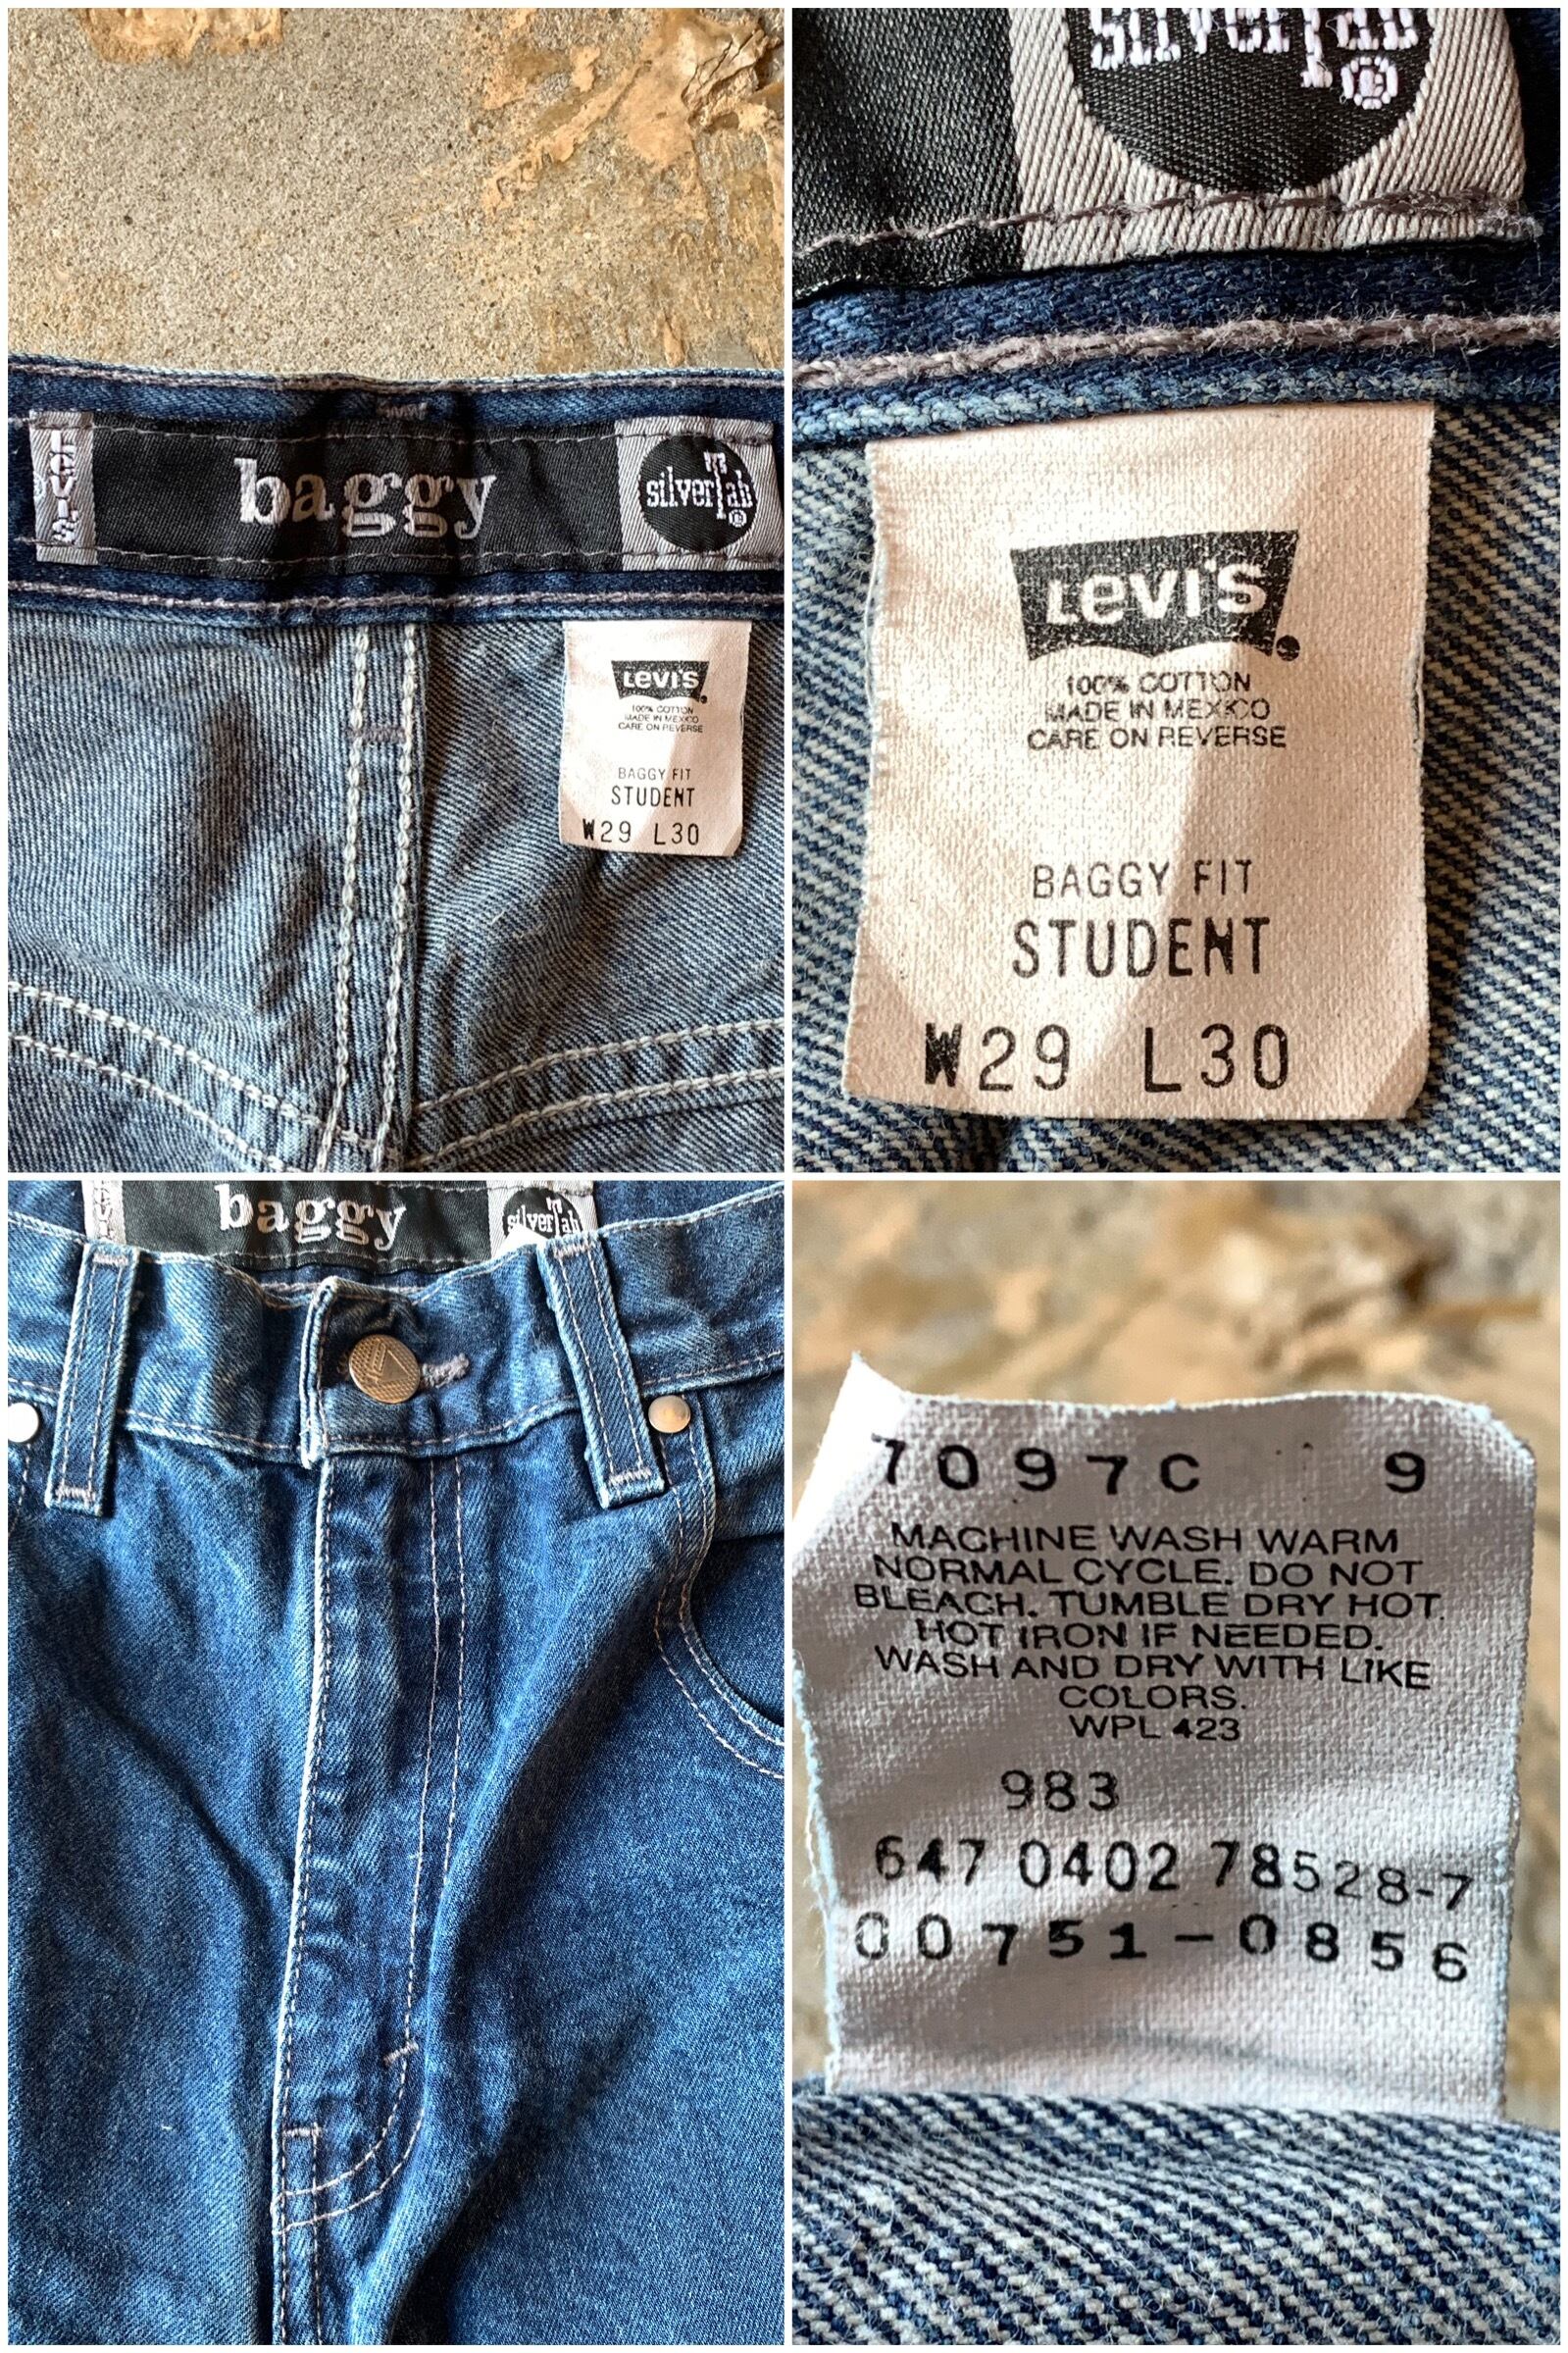 LEVI'S
baggy
silverTab
®
LEVI'S
100% COTTON
MADE IN MEXICO
CARE ON REVERSE
BAGGY FIT
STUDENT
W29 L30
silverTab
®
LEVI'S
100% COTTON
MADE IN MEXICO
CARE ON REVERSE
BAGGY FIT
STUDENT
W29 L30
baggy
silverTab
7097C 9
MACHINE WASH WARM
NORMAL CYCLE. DO NOT
BLEACH. TUMBLE DRY HOT.
HOT IRON IF NEEDED.
WASH AND DRY WITH LIKE
COLORS.
WPL 423
983
647 0402 78528-7
00751-0856